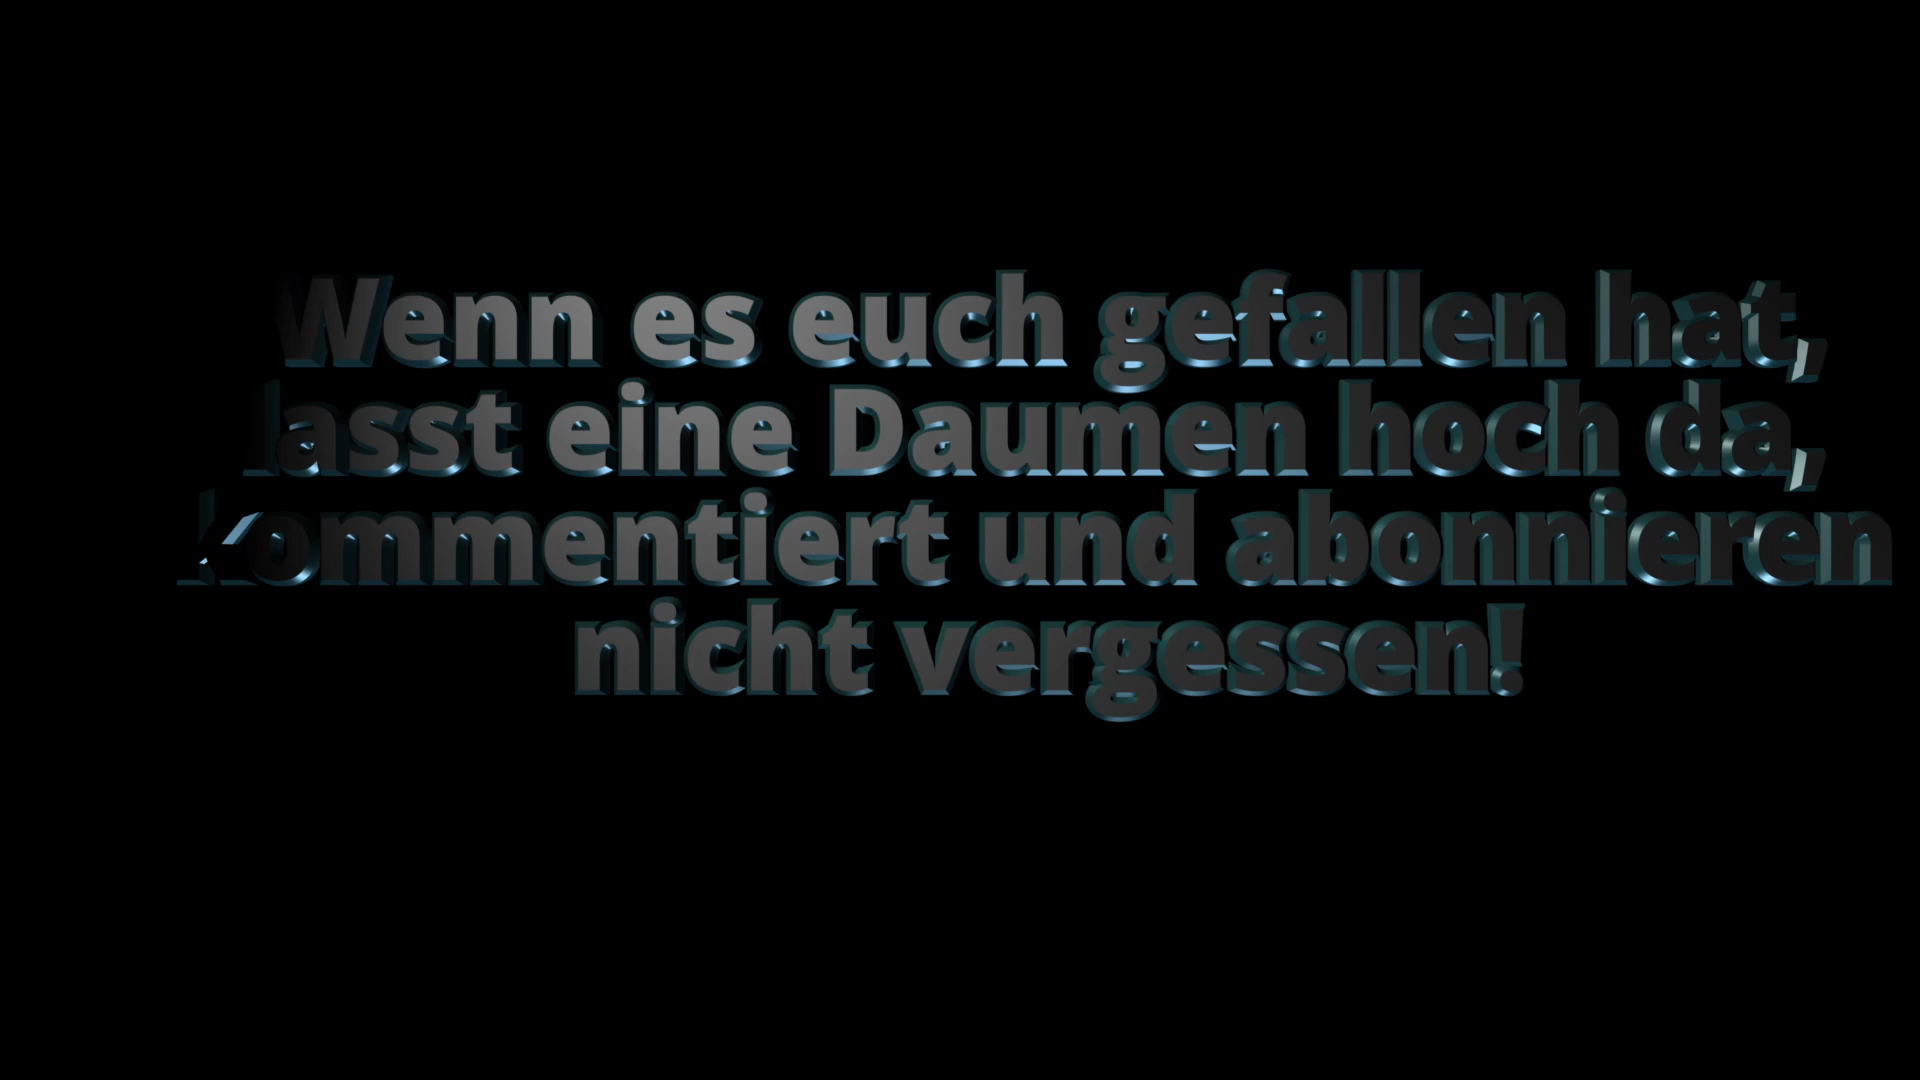 Wenn es euch gefallen hat,
lasst eine Daumen hoch da,
kommentiert und abonnieren
nicht vergessen!